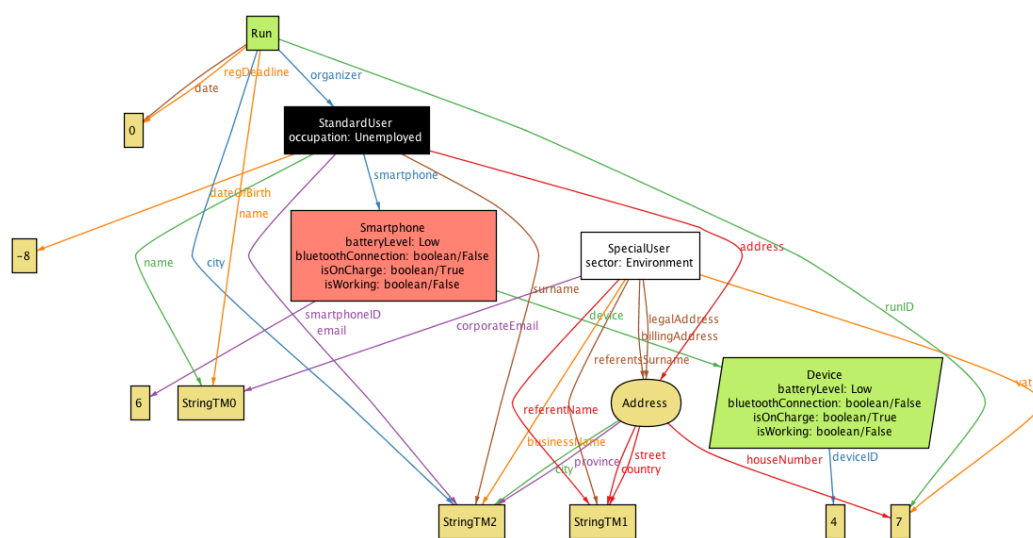 Run
regDeadline
organizer
date
0
StandardUser
occupation: Unemployed
smartphone
dateOfBirth
name
address
Smartphone
batteryLevel: Low
bluetoothConnection: boolean/False
isOnCharge: boolean/True
isWorking: boolean/False
SpecialUser
sector: Environment
-8
name
city
surname
runID
smartphoneID
email
corporateEmail
device
legalAddress
billingAddress
referentsSurname
Device
batteryLevel: Low
bluetoothConnection: boolean/False
isOnCharge: boolean/True
isWorking: boolean/False
vat
6
StringTM0
referentName
Address
businessName
province
city
street
country
houseNumber
deviceID
StringTM2
StringTM1
4
7